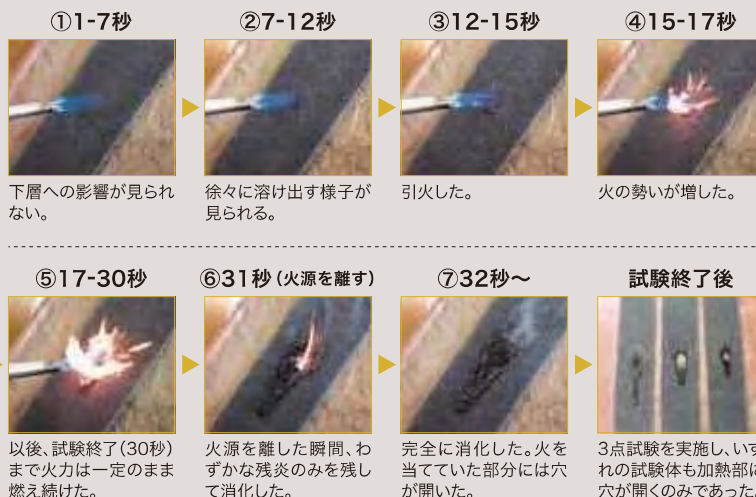 ①1-7秒
下層への影響が見られ
ない。
②7-12秒
徐々に溶け出す様子が
見られる。
③12-15秒
引火した。
④15-17秒
火の勢いが増した。
⑤17-30秒
以後、試験終了(30秒)
まで火力は一定のまま
燃え続けた。
⑥31秒(火源を離す)
火源を離した瞬間、わ
ずかな残炎のみを残し
て消化した。
⑦32秒〜
完全に消化した。火を
当てていた部分には穴
が開いた。
試験終了後
3点試験を実施し、いず
れの試験体も加熱部に
穴が開くのみであった。